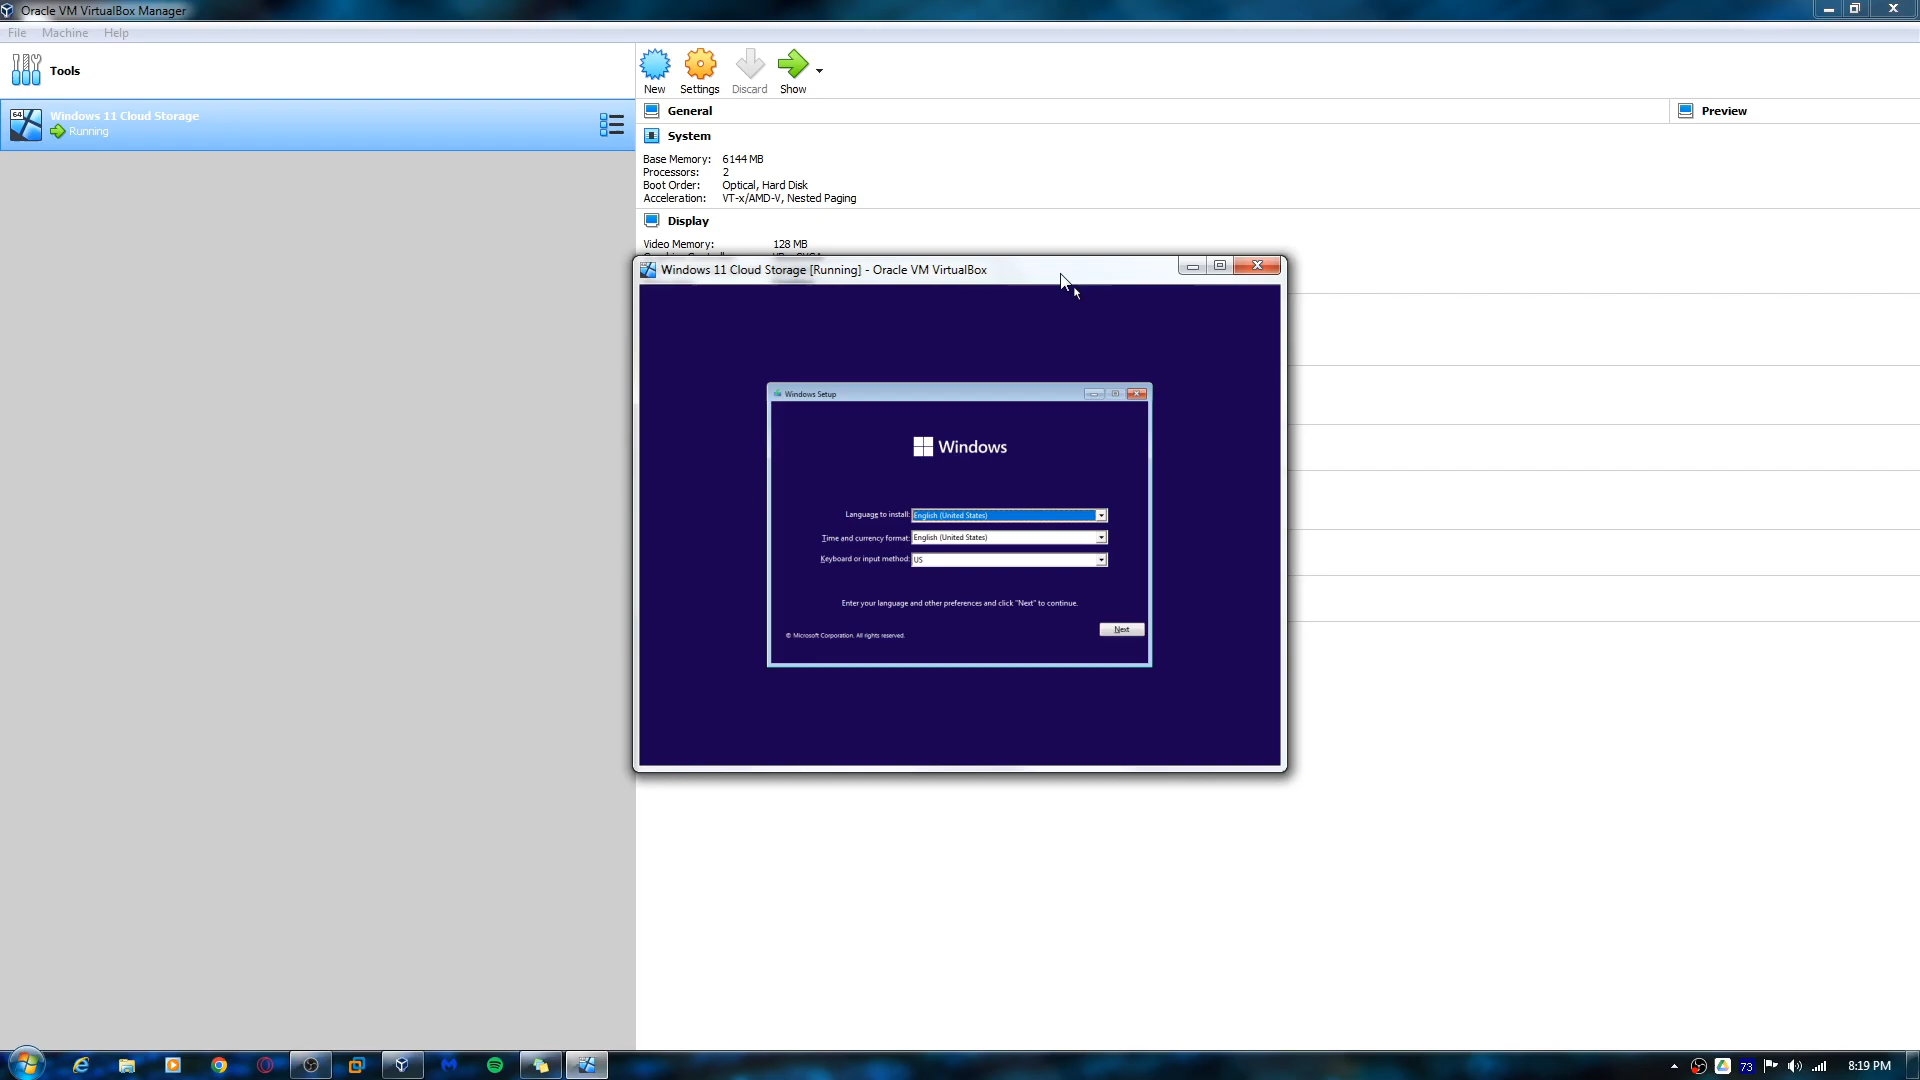 Oracle VM VirtualBox Manager
File Machine Help
Tools
64
Windows 11 Cloud Storage
Running
New Settings Discard Show
General
Preview
System
Base Memory: 6144 MB
Processors: 2
Boot Order: Optical, Hard Disk
Acceleration: VT-x/AMD-V, Nested Paging
Display
Video Memory: 128 MB
Windows 11 Cloud Storage [Running] - Oracle VM VirtualBox
Windows Setup
Windows
Language to install: English (United States)
Time and currency format: English (United States)
Keyboard or input method: US
Enter your language and other preferences and click "Next" to continue.
Next
© Microsoft Corporation. All rights reserved.
73
8:19 PM